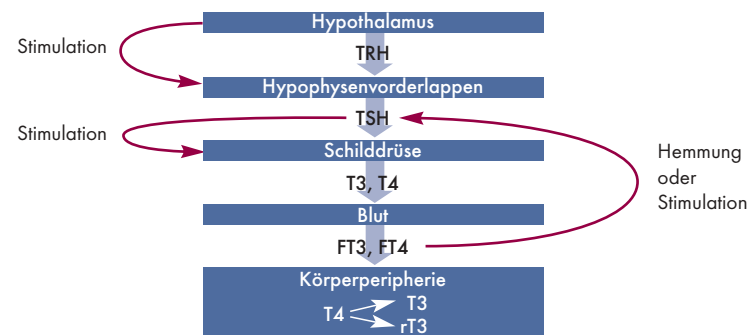 Hypothalamus
Stimulation
TRH
Hypophysenvorderlappen
TSH
Stimulation
Schilddrüse
Hemmung
oder
Stimulation
T3, T4
Blut
FT3, FT4
Körperperipherie
T3
T4
rT3